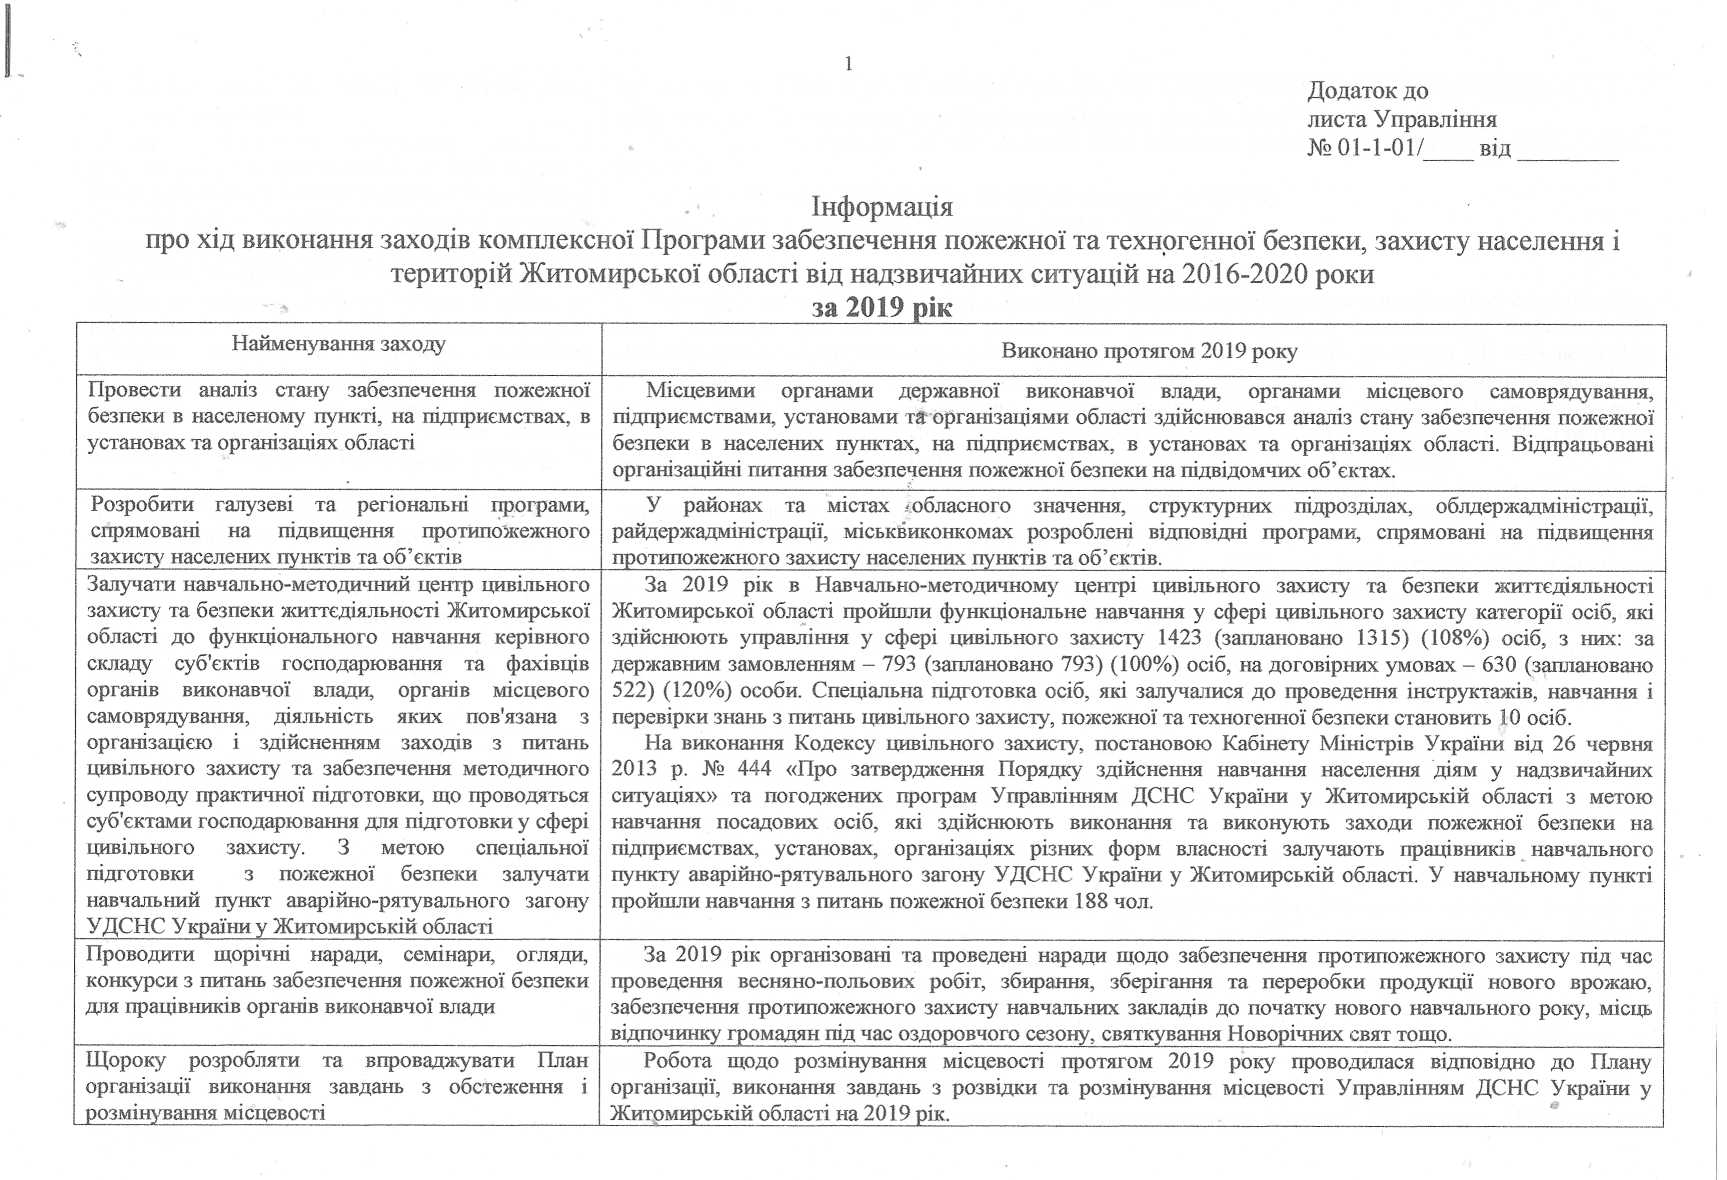 1
Додаток до
листа Управління
№ 01-1-01/____ від ________
Інформація
про хід виконання заходів комплексної Програми забезпечення пожежної та техногенної безпеки, захисту населення і
територій Житомирської області від надзвичайних ситуацій на 2016-2020 роки
за 2019 рік
Найменування заходу
Виконано протягом 2019 року
Провести аналіз стану забезпечення пожежної
безпеки в населеному пункті, на підприємствах, в
установах та організаціях області
Місцевими органами державної виконавчої влади, органами місцевого самоврядування,
підприємствами, установами та організаціями області здійснювався аналіз стану забезпечення пожежної
безпеки в населених пунктах, на підприємствах, в установах та організаціях області. Відпрацьовані
організаційні питання забезпечення пожежної безпеки на підвідомчих об’єктах.
Розробити галузеві та регіональні програми,
спрямовані на підвищення протипожежного
захисту населених пунктів та об’єктів
У районах та містах обласного значення, структурних підрозділах, облдержадміністрації,
райдержадміністрації, міськвиконкомах розроблені відповідні програми, спрямовані на підвищення
протипожежного захисту населених пунктів та об’єктів.
Залучати навчально-методичний центр цивільного
захисту та безпеки життєдіяльності Житомирської
області до функціонального навчання керівного
складу суб'єктів господарювання та фахівців
органів виконавчої влади, органів місцевого
самоврядування, діяльність яких пов'язана з
організацією і здійсненням заходів з питань
цивільного захисту та забезпечення методичного
супроводу практичної підготовки, що проводяться
суб'єктами господарювання для підготовки у сфері
цивільного захисту. З метою спеціальної
підготовки з пожежної безпеки залучати
навчальний пункт аварійно-рятувального загону
УДСНС України у Житомирській області
За 2019 рік в Навчально-методичному центрі цивільного захисту та безпеки життєдіяльності
Житомирської області пройшли функціональне навчання у сфері цивільного захисту категорії осіб, які
здійснюють управління у сфері цивільного захисту 1423 (заплановано 1315) (108%) осіб, з них: за
державним замовленням – 793 (заплановано 793) (100%) осіб, на договірних умовах – 630 (заплановано
522) (120%) особи. Спеціальна підготовка осіб, які залучалися до проведення інструктажів, навчання і
перевірки знань з питань цивільного захисту, пожежної та техногенної безпеки становить 10 осіб.
На виконання Кодексу цивільного захисту, постановою Кабінету Міністрів України від 26 червня
2013 р. № 444 «Про затвердження Порядку здійснення навчання населення діям у надзвичайних
ситуаціях» та погоджених програм Управлінням ДСНС України у Житомирській області з метою
навчання посадових осіб, які здійснюють виконання та виконують заходи пожежної безпеки на
підприємствах, установах, організаціях різних форм власності залучають працівників навчального
пункту аварійно-рятувального загону УДСНС України у Житомирській області. У навчальному пункті
пройшли навчання з питань пожежної безпеки 188 чол.
Проводити щорічні наради, семінари, огляди,
конкурси з питань забезпечення пожежної безпеки
для працівників органів виконавчої влади
За 2019 рік організовані та проведені наради щодо забезпечення протипожежного захисту під час
проведення весняно-польових робіт, збирання, зберігання та переробки продукції нового врожаю,
забезпечення протипожежного захисту навчальних закладів до початку нового навчального року, місць
відпочинку громадян під час оздоровчого сезону, святкування Новорічних свят тощо.
Щороку розробляти та впроваджувати План
організації виконання завдань з обстеження і
розмінування місцевості
Робота щодо розмінування місцевості протягом 2019 року проводилася відповідно до Плану
організації, виконання завдань з розвідки та розмінування місцевості Управлінням ДСНС України у
Житомирській області на 2019 рік.